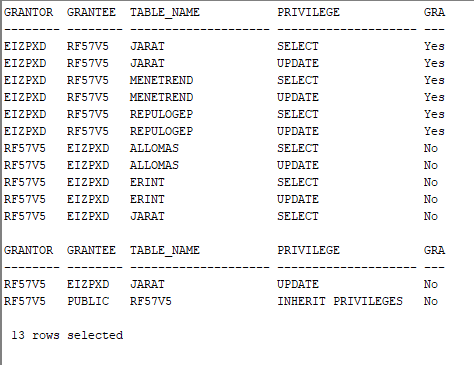 GRANTOR  GRANTEE  TABLE_NAME           PRIVILEGE            GRA
-------- -------- -------------------- -------------------- ---
EIZPXD   RF57V5   JARAT                SELECT               Yes
EIZPXD   RF57V5   JARAT                UPDATE               Yes
EIZPXD   RF57V5   MENETREND            SELECT               Yes
EIZPXD   RF57V5   MENETREND            UPDATE               Yes
EIZPXD   RF57V5   REPULOGEP            SELECT               Yes
EIZPXD   RF57V5   REPULOGEP            UPDATE               Yes
RF57V5   EIZPXD   ALLOMAS              SELECT               No
RF57V5   EIZPXD   ALLOMAS              UPDATE               No
RF57V5   EIZPXD   ERINT                SELECT               No
RF57V5   EIZPXD   ERINT                UPDATE               No
RF57V5   EIZPXD   JARAT                SELECT               No
GRANTOR  GRANTEE  TABLE_NAME           PRIVILEGE            GRA
-------- -------- -------------------- -------------------- ---
RF57V5   EIZPXD   JARAT                UPDATE               No
RF57V5   PUBLIC   RF57V5               INHERIT PRIVILEGES   No
13 rows selected